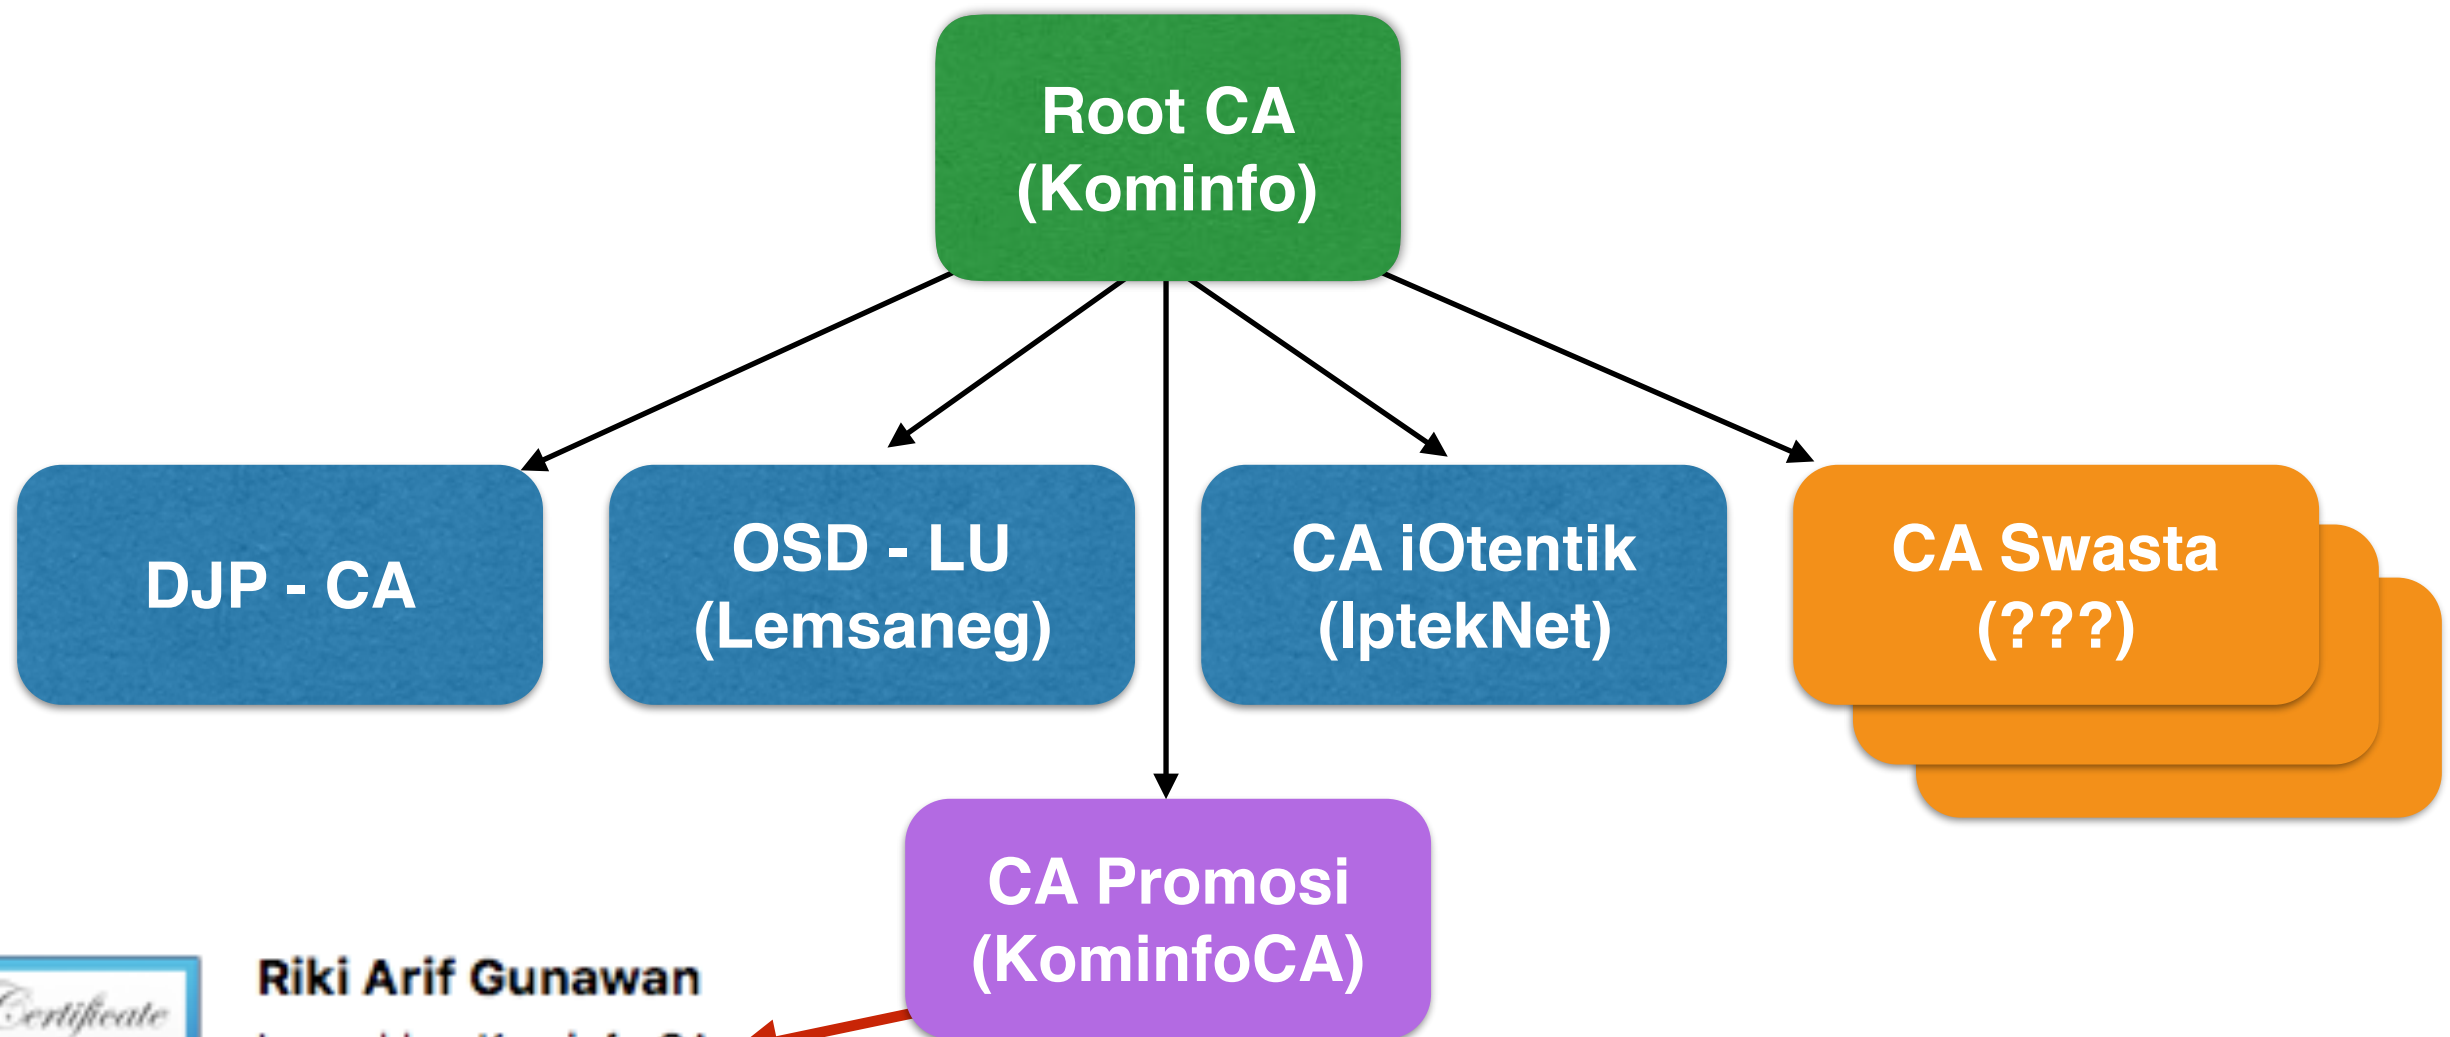 Root CA
(Kominfo)
DJP - CA
OSD - LU
(Lemsaneg)
CA iOtentik
(IptekNet)
CA Swasta
(???)
CA Promosi
(KominfoCA)
Riki Arif Gunawan
Certificate